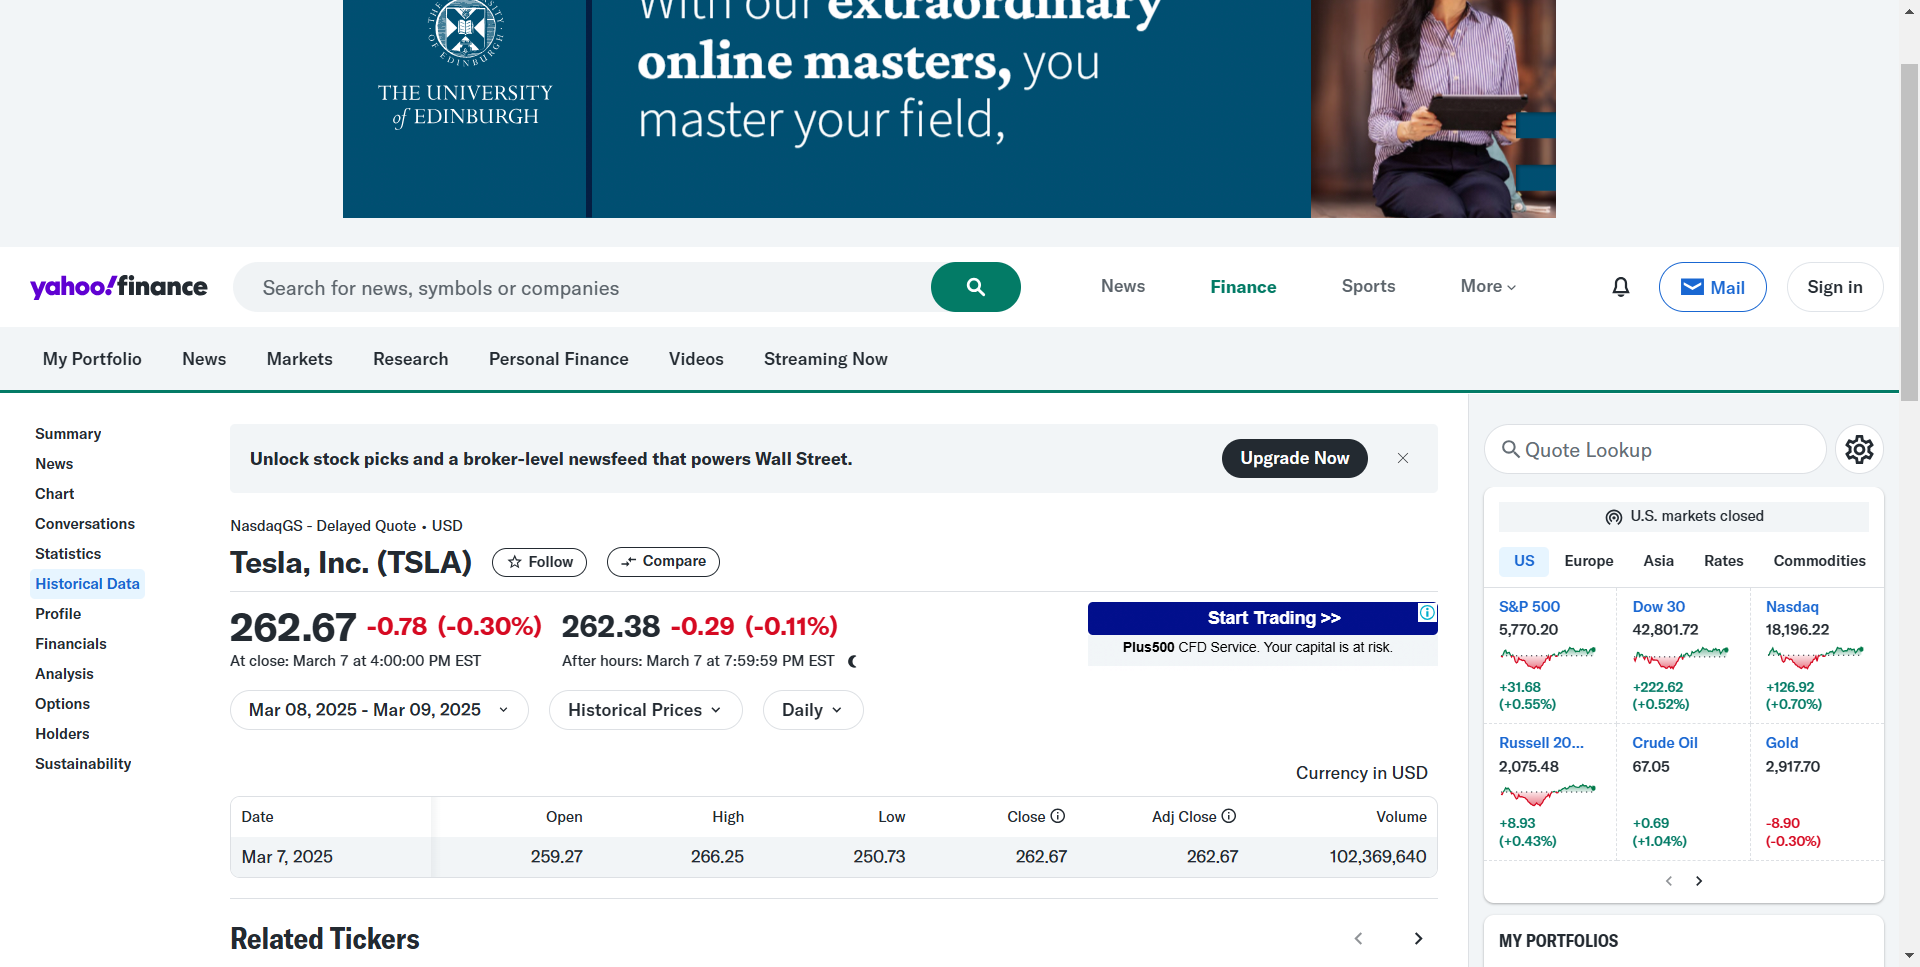 With our extraordinary
online masters, you
master your field,
THE UNIVERSITY
of EDINBURGH
yahoo!finance
Search for news, symbols or companies
News
Finance
Sports
More
Mail
Sign in
My Portfolio
News
Markets
Research
Personal Finance
Videos
Streaming Now
Summary
News
Chart
Conversations
Statistics
Historical Data
Profile
Financials
Analysis
Options
Holders
Sustainability
Unlock stock picks and a broker-level newsfeed that powers Wall Street.
Upgrade Now
NasdaqGS - Delayed Quote • USD
Tesla, Inc. (TSLA)
Follow
Compare
262.67 -0.78 (-0.30%)
At close: March 7 at 4:00:00 PM EST
262.38 -0.29 (-0.11%)
After hours: March 7 at 7:59:59 PM EST
Start Trading >>
Plus500 CFD Service. Your capital is at risk.
Mar 08, 2025 - Mar 09, 2025
Historical Prices
Daily
Currency in USD
Date Open High Low Close Adj Close Volume
Mar 7, 2025 259.27 266.25 250.73 262.67 262.67 102,369,640
Related Tickers
Quote Lookup
U.S. markets closed
US Europe Asia Rates Commodities
S&P 500
5,770.20
+31.68
(+0.55%)
Dow 30
42,801.72
+222.62
(+0.52%)
Nasdaq
18,196.22
+126.92
(+0.70%)
Russell 20...
2,075.48
+8.93
(+0.43%)
Crude Oil
67.05
+0.69
(+1.04%)
Gold
2,917.70
-8.90
(-0.30%)
MY PORTFOLIOS